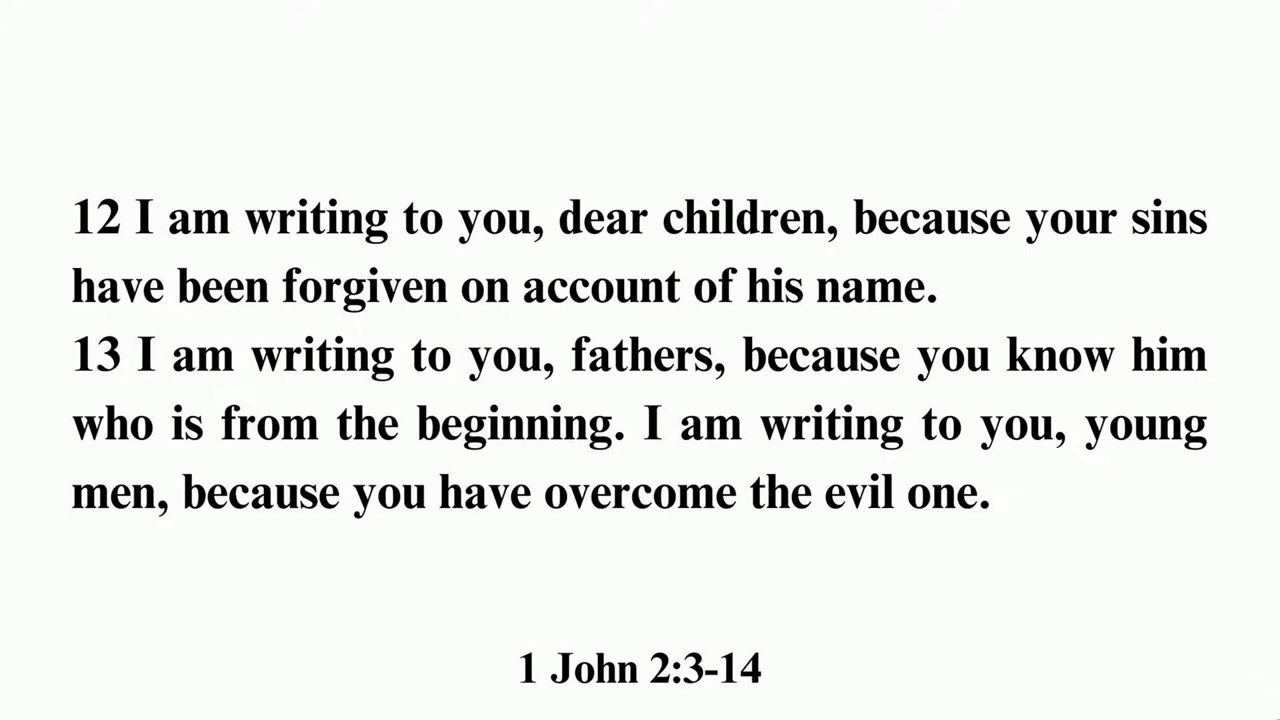 12 I am writing to you, dear children, because your sins
have been forgiven on account of his name.
13 I am writing to you, fathers, because you know him
who is from the beginning. I am writing to you, young
men, because you have overcome the evil one.
1 John 2:3-14